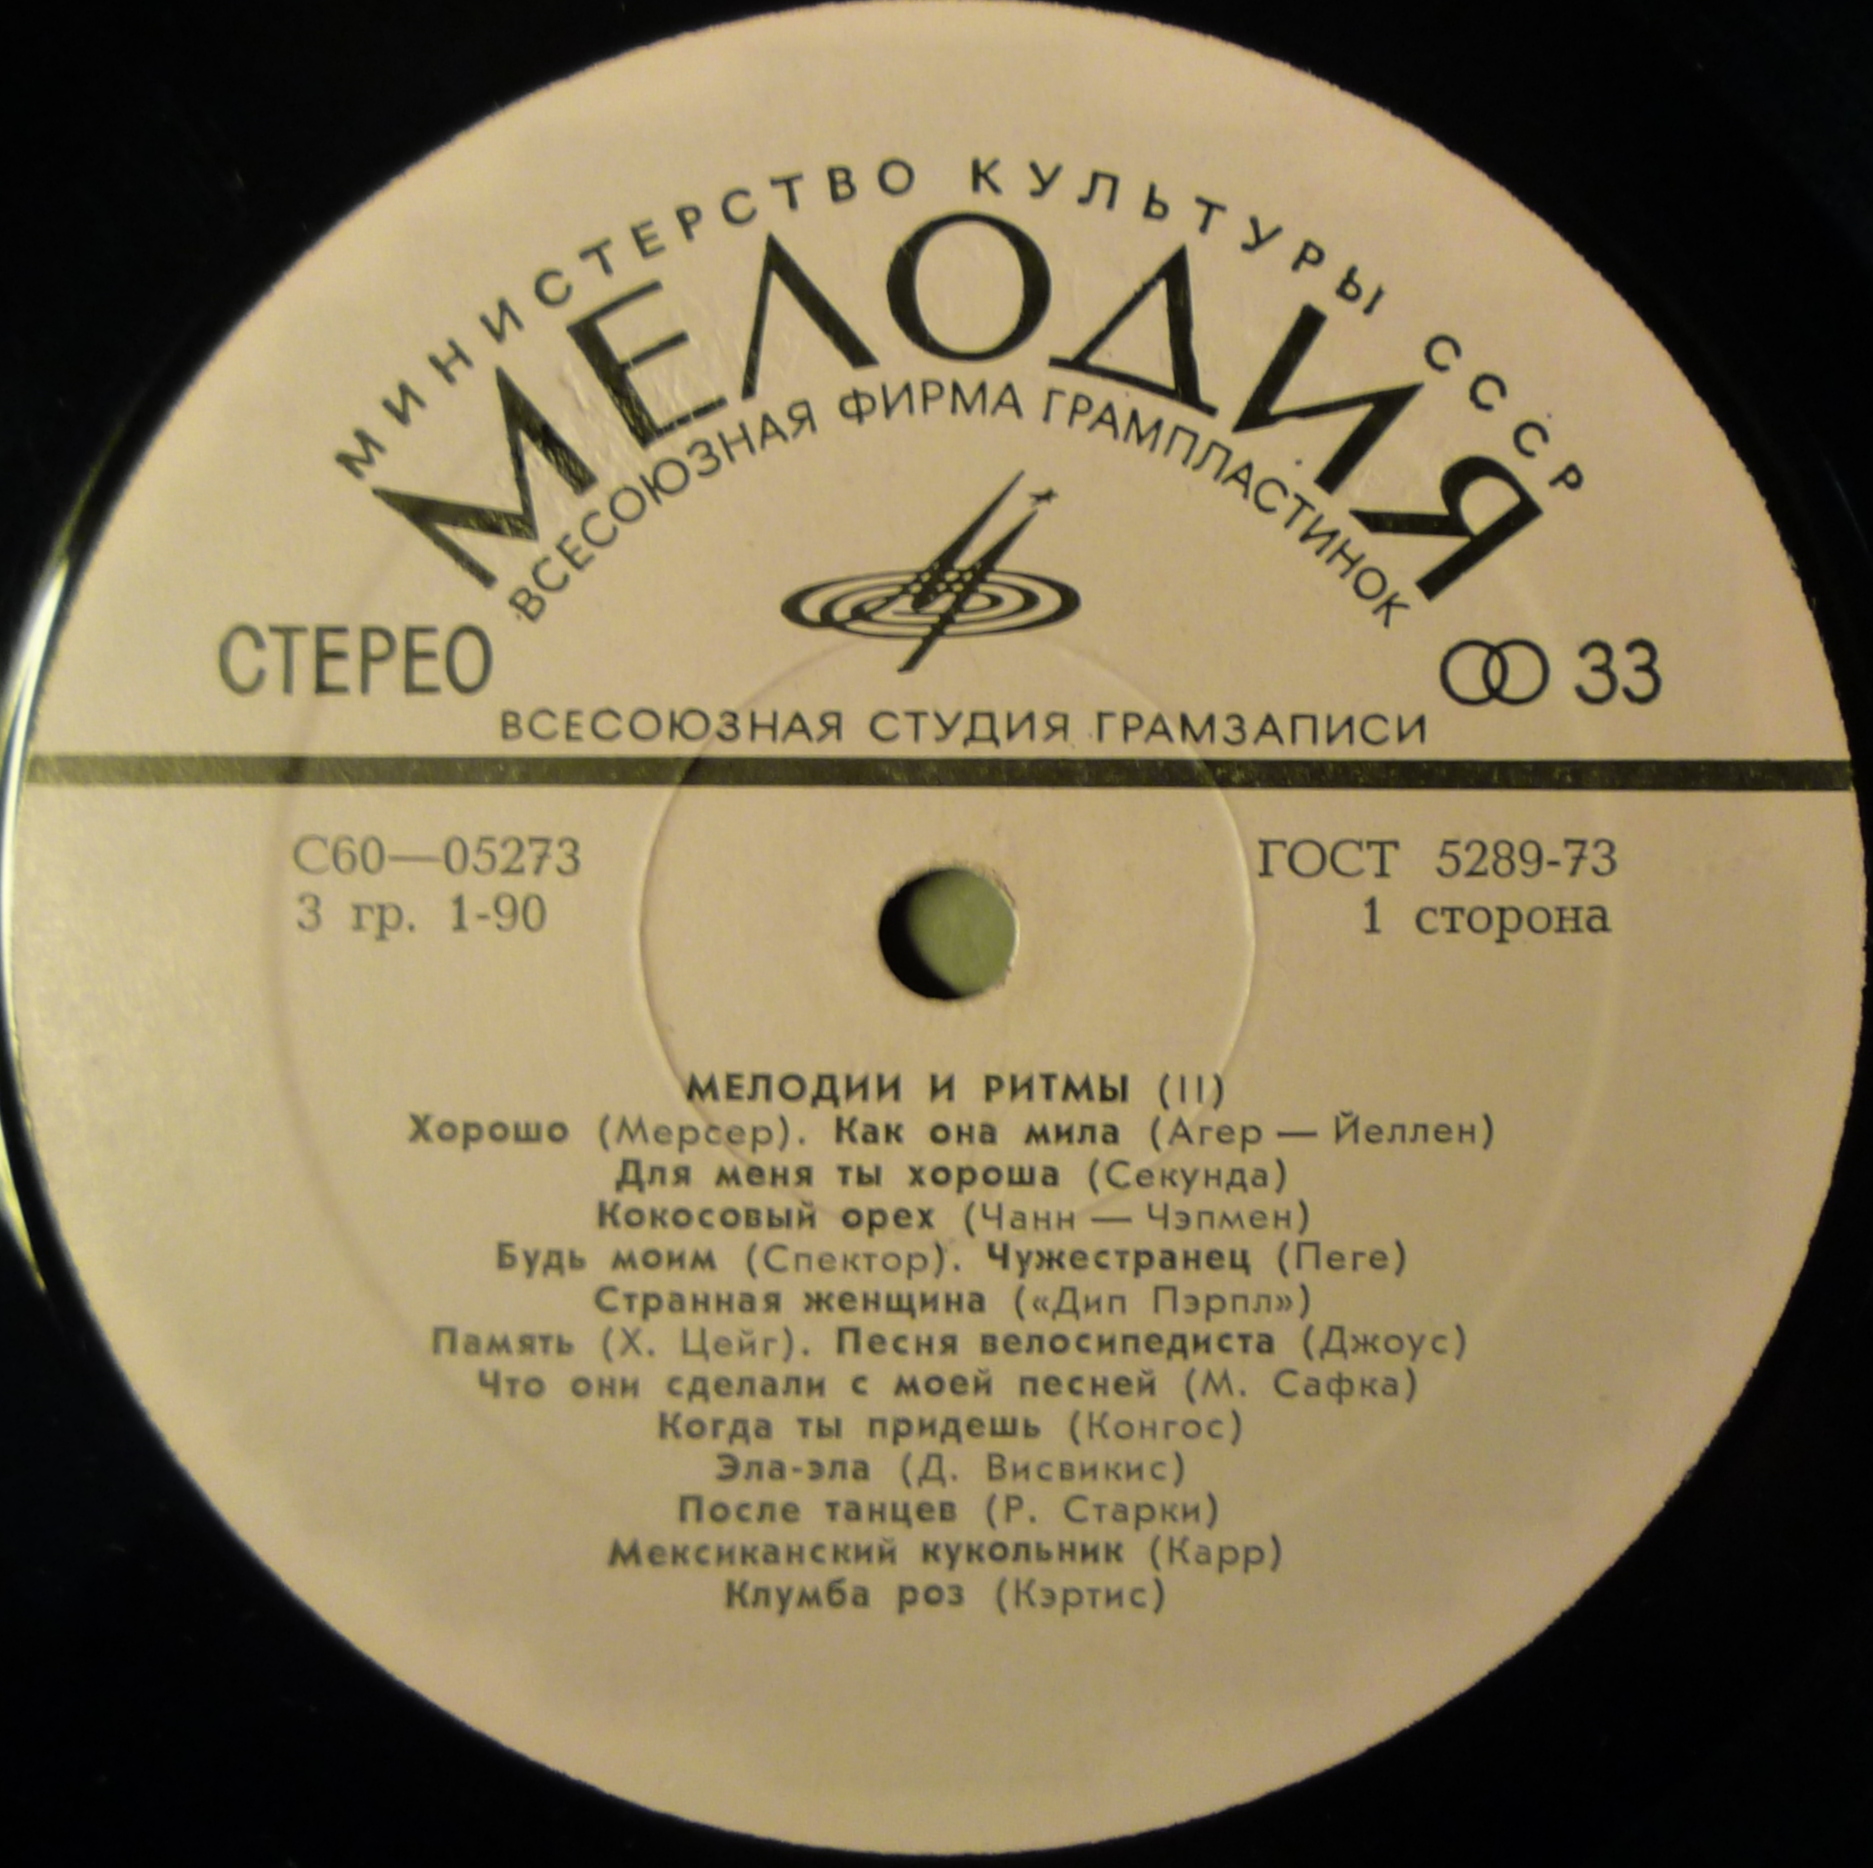 МИНИСТЕРСТВО КУЛЬТУРЫ СССР
МЕЛОДИЯ
ВСЕСОЮЗНАЯ ФИРМА ГРАМПЛАСТИНОК
СТЕРЕО
33
ВСЕСОЮЗНАЯ СТУДИЯ ГРАМЗАПИСИ
С60—05273 ГОСТ 5289-73
3 гр. 1-90 1 сторона
МЕЛОДИИ И РИТМЫ (II)
Хорошо (Мерсер). Как она мила (Агер — Йеллен)
Для меня ты хороша (Секунда)
Кокосовый орех (Чанн — Чэпмен)
Будь моим (Спектор). Чужестранец (Пеге)
Странная женщина («Дип Пэрпл»)
Память (Х. Цейг). Песня велосипедиста (Джоус)
Что они сделали с моей песней (М. Сафка)
Когда ты придешь (Конгос)
Эла-эла (Д. Висвикис)
После танцев (Р. Старки)
Мексиканский кукольник (Карр)
Клумба роз (Кэртис)